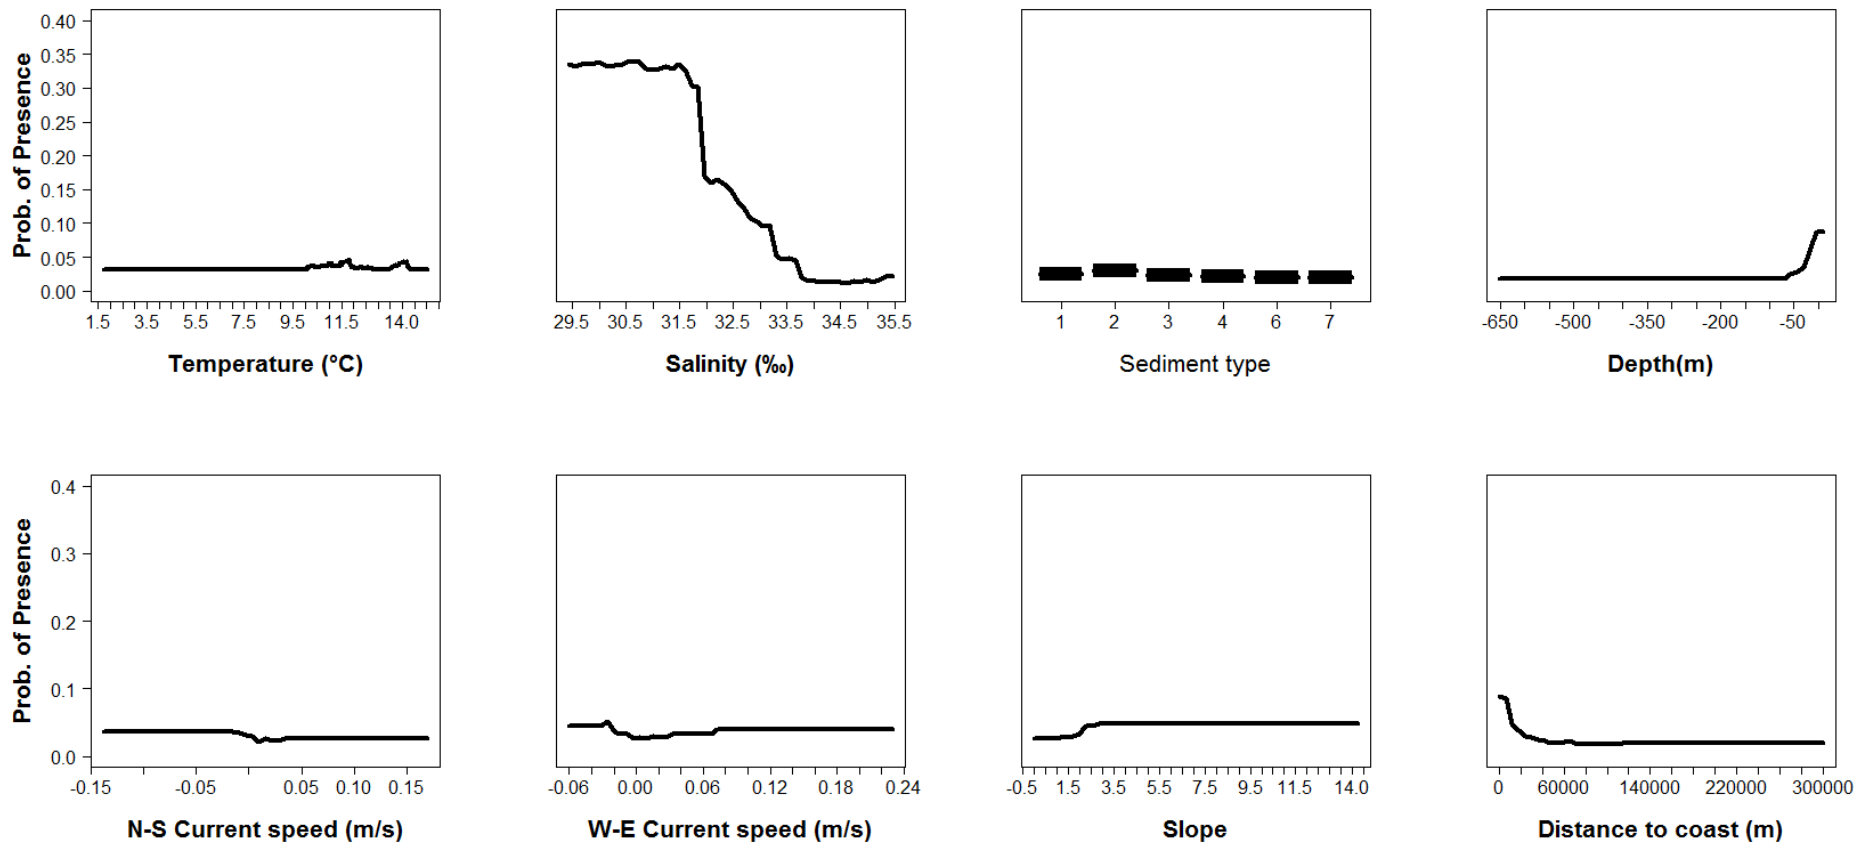 Prob. of Presence
0.40
0.35
0.30
0.25
0.20
0.15
0.10
0.05
0.00
1.5 3.5 5.5 7.5 9.5 11.5 14.0
Temperature (°C)
29.5 30.5 31.5 32.5 33.5 34.5 35.5
Salinity (‰)
1 2 3 4 6 7
Sediment type
-650 -500 -350 -200 -50
Depth(m)
Prob. of Presence
0.4
0.3
0.2
0.1
0.0
-0.15 -0.05 0.05 0.10 0.15
N-S Current speed (m/s)
-0.06 0.00 0.06 0.12 0.18 0.24
W-E Current speed (m/s)
-0.5 1.5 3.5 5.5 7.5 9.5 11.5 14.0
Slope
0 60000 140000 220000 300000
Distance to coast (m)